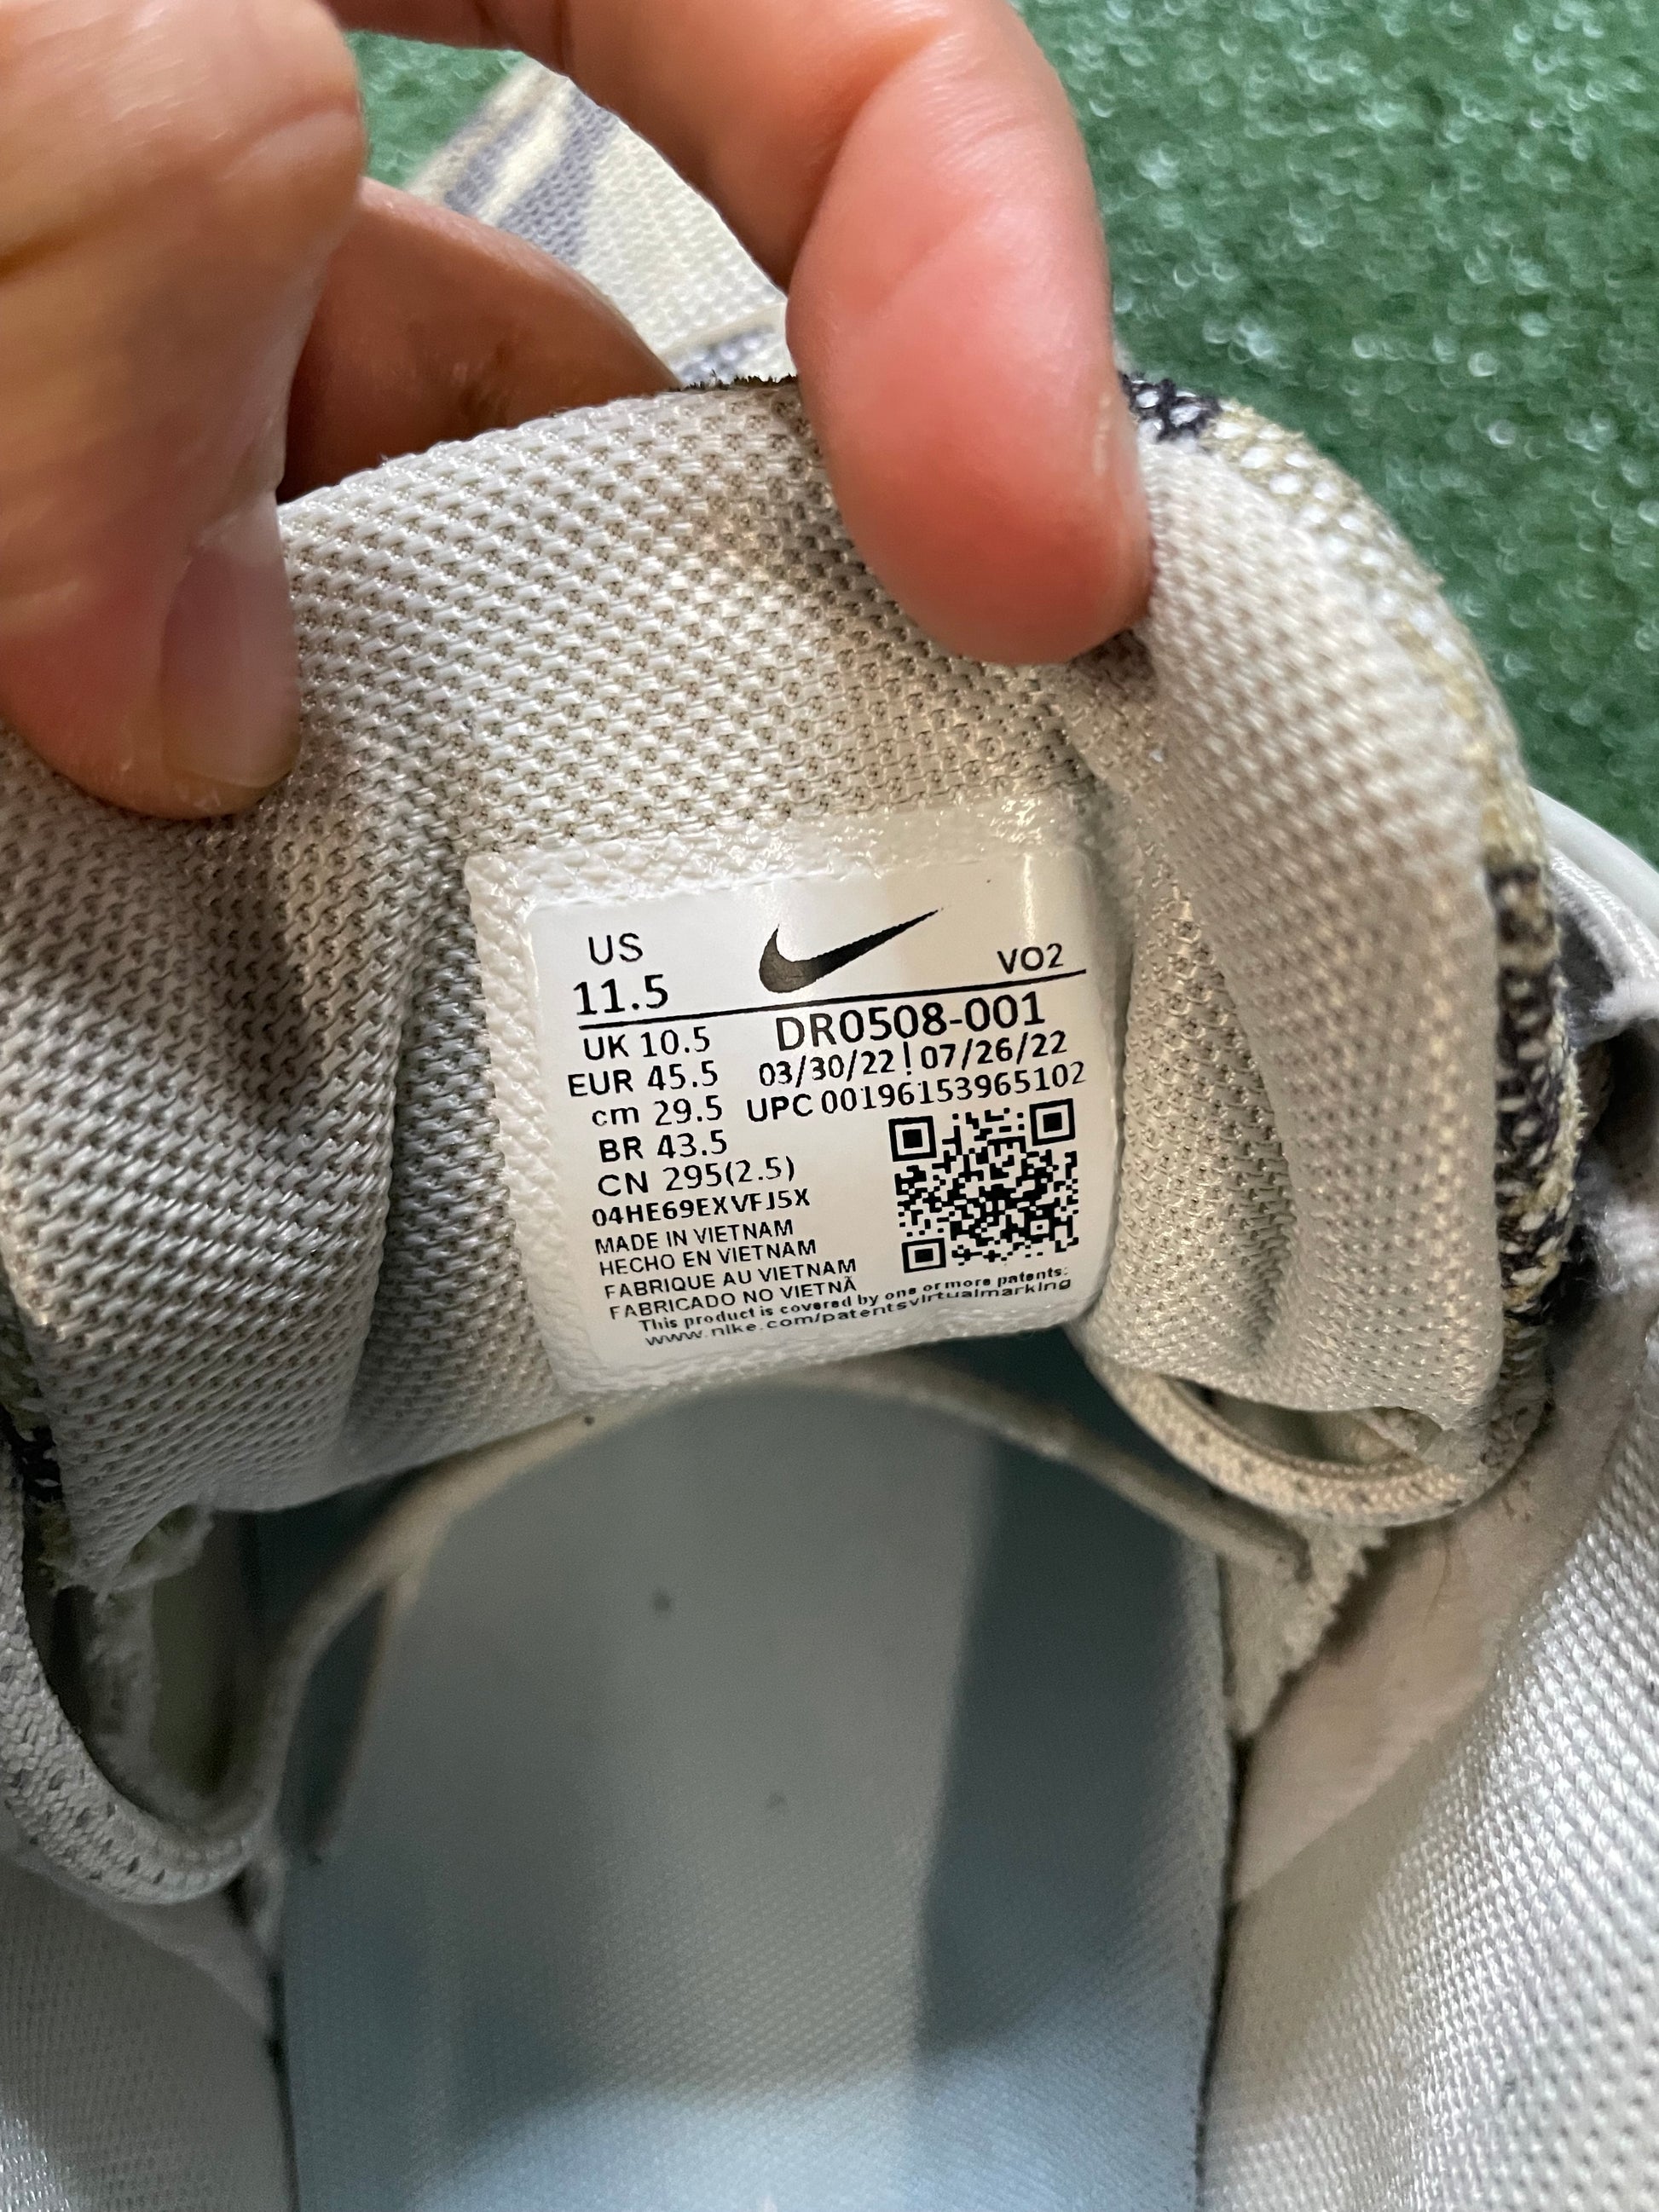 US
11.5
VO2
UK 10.5
EUR 45.5
cm 29.5
BR 43.5
CN 295(2.5)
DR0508-001
03/30/22 | 07/26/22
UPC 00196153965102
04HE69EXVFJ5X
MADE IN VIETNAM
HECHO EN VIETNAM
FABRIQUE AU VIETNAM
FABRICADO NO VIETNÃ
This product is covered by one or more patents:
www.nike.com/patentsvirtualmarking